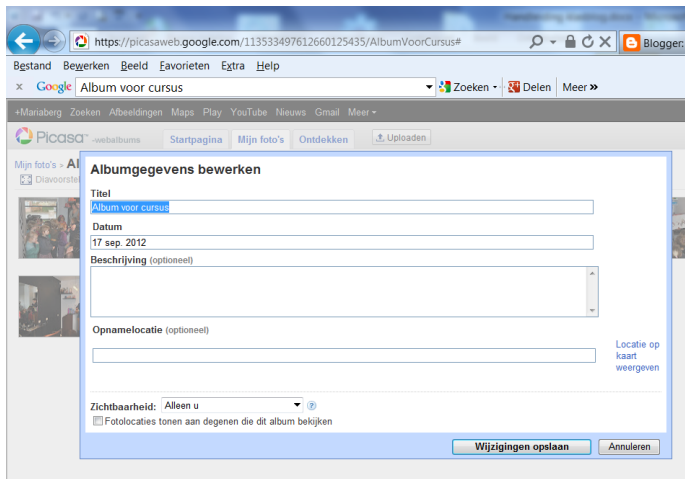 https://picasaweb.google.com/113533497612660125435/AlbumVoorCursus#
Blogger:
Bestand Bewerken Beeld Favorieten Extra Help
x Google Album voor cursus Zoeken Delen Meer »
+Mariaberg Zoeken Afbeeldingen Maps Play YouTube Nieuws Gmail Meer
Picasa™ -webalbums Startpagina Mijn foto's Ontdekken Uploaden
Mijn foto's > Al
Diavoorstel
Albumgegevens bewerken
Titel
Album voor cursus
Datum
17 sep. 2012
Beschrijving (optioneel)
Opnamelocatie (optioneel)
Locatie op
kaart
weergeven
Zichtbaarheid: Alleen u ?
Fotolocaties tonen aan degenen die dit album bekijken
Wijzigingen opslaan Annuleren